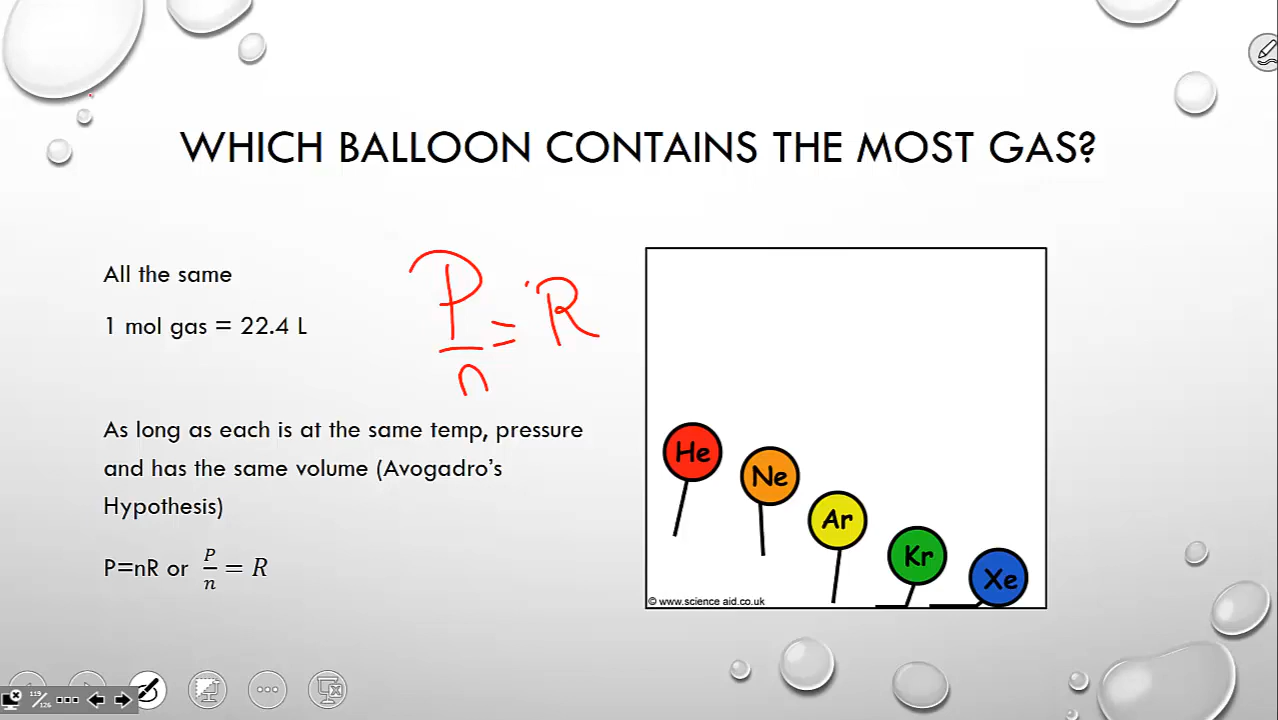 WHICH BALLOON CONTAINS THE MOST GAS?
All the same
1 mol gas = 22.4 L
P/n = R
As long as each is at the same temp, pressure
and has the same volume (Avogadro's
Hypothesis)
P=nR or P/n = R
He
Ne
Ar
Kr
Xe
© www.science aid.co.uk
119/126